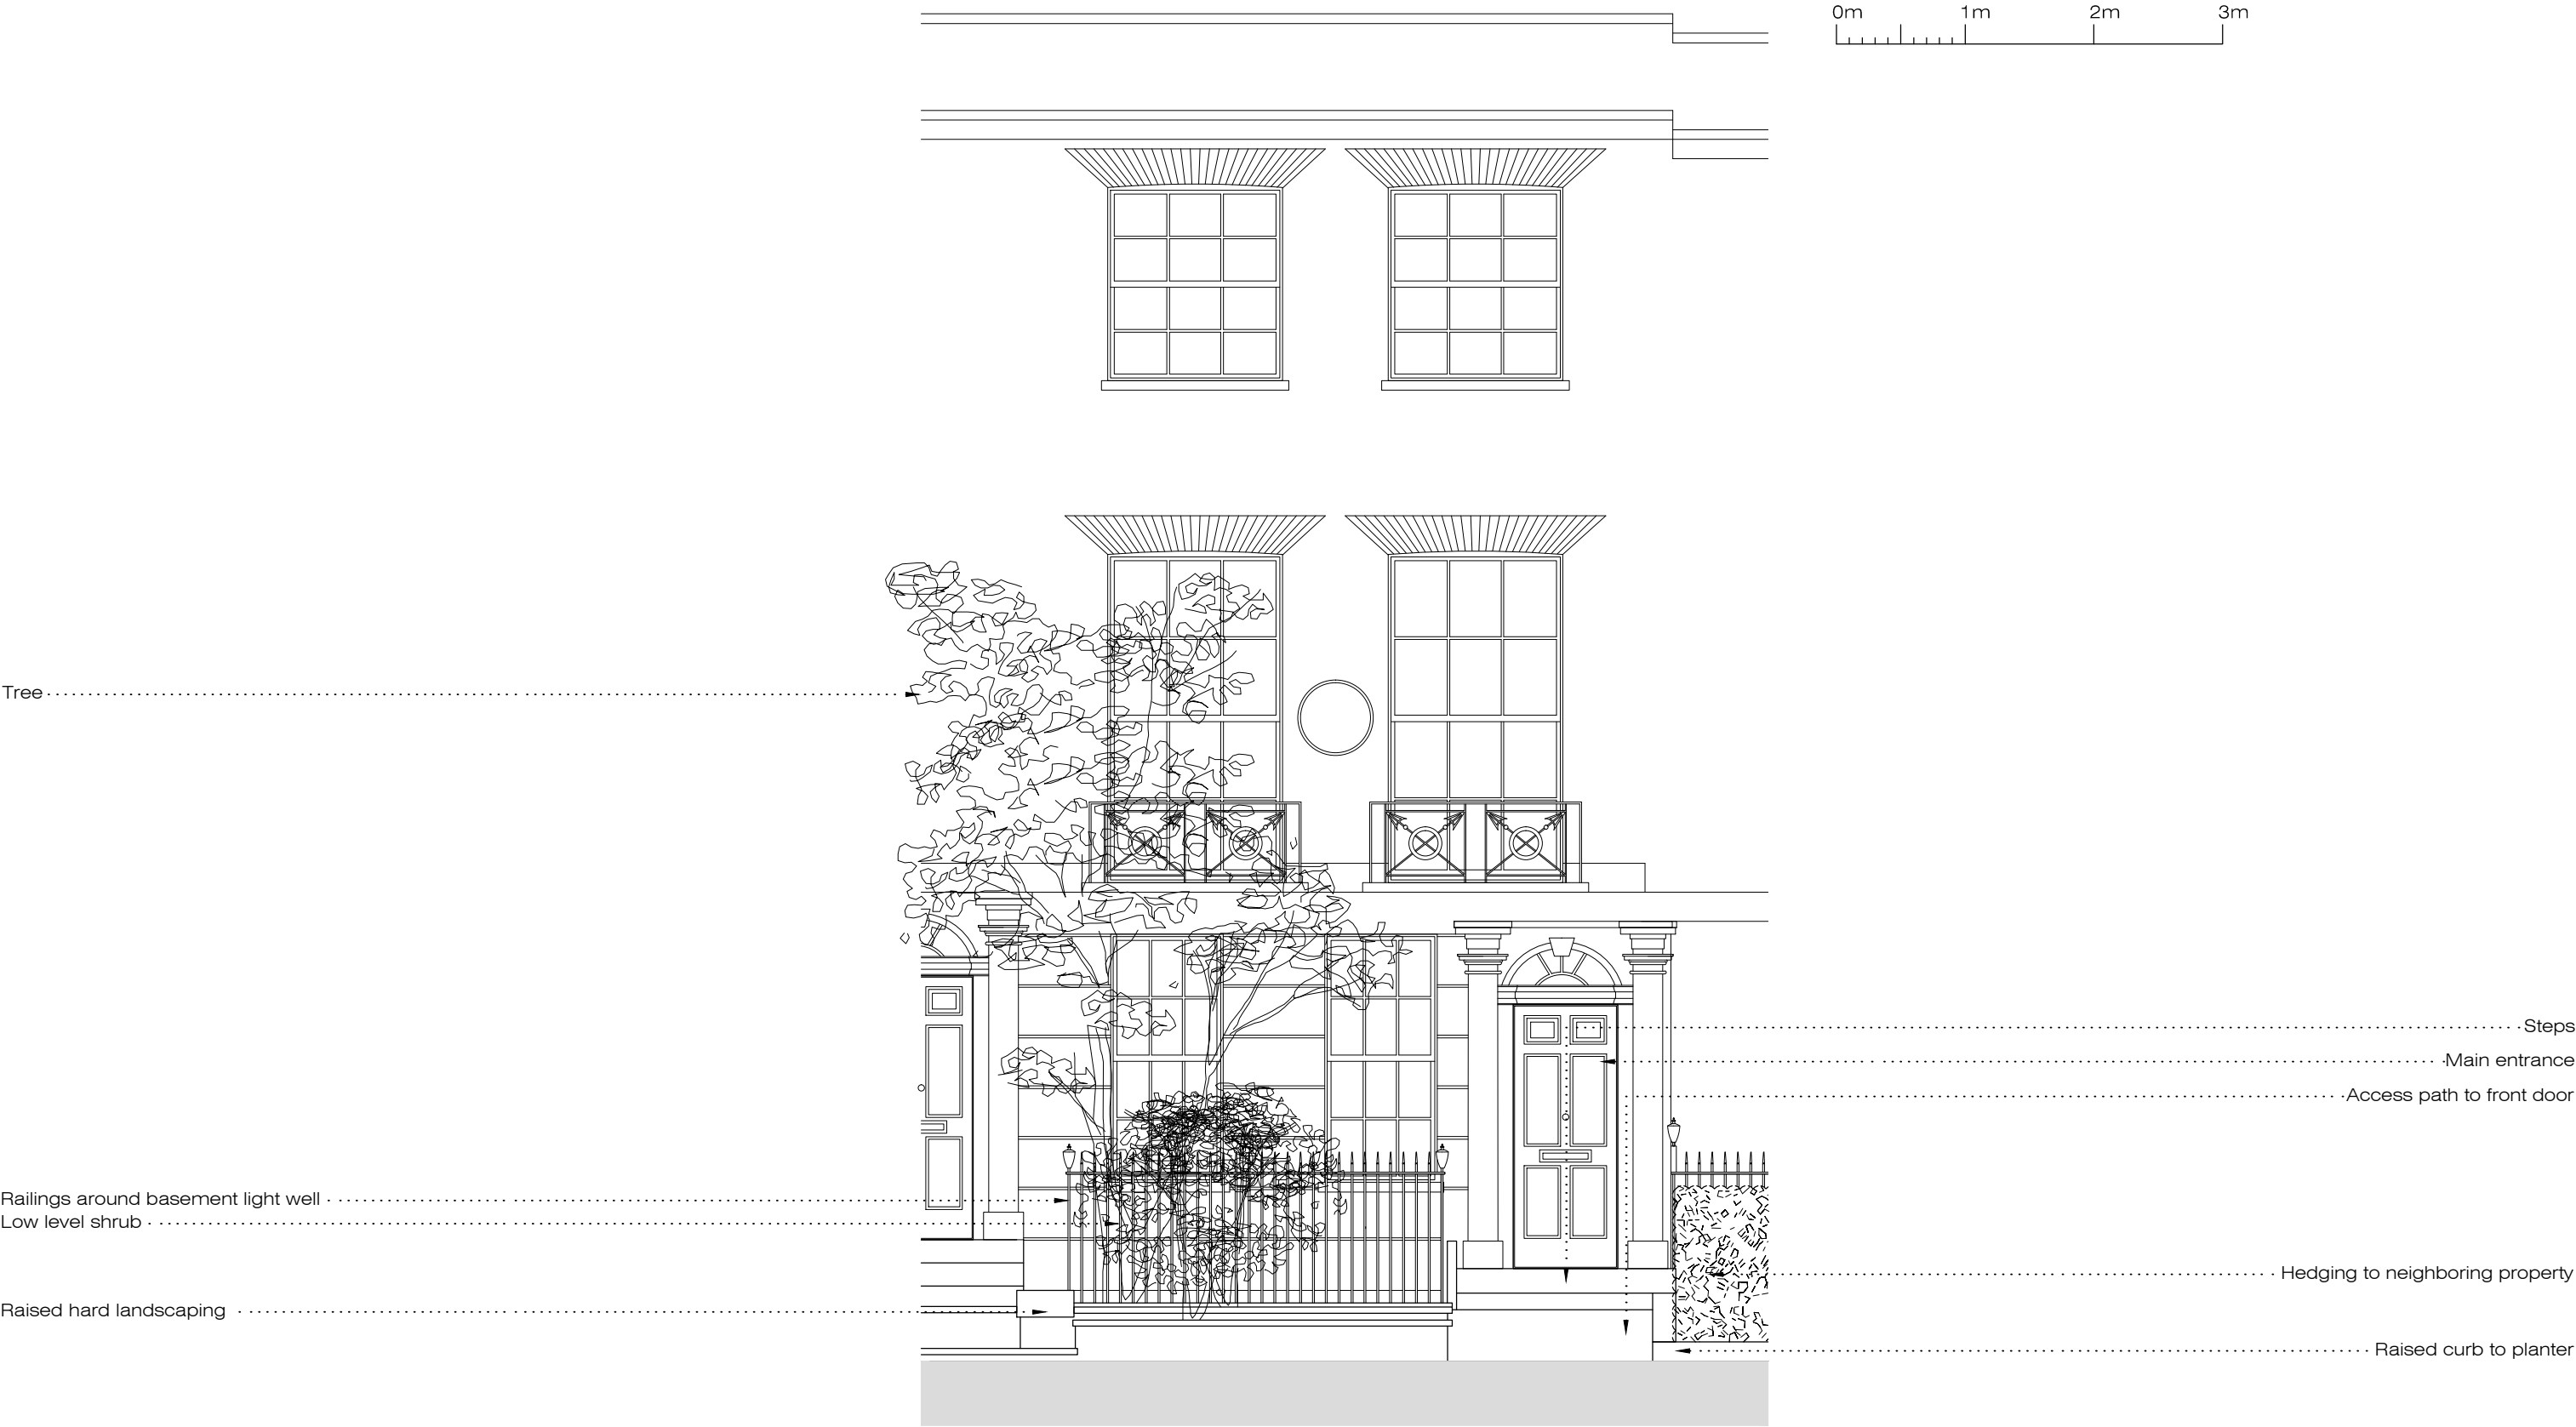 0m 1m 2m 3m
Tree
Steps
Main entrance
Access path to front door
Railings around basement light well
Low level shrub
Hedging to neighboring property
Raised hard landscaping
Raised curb to planter